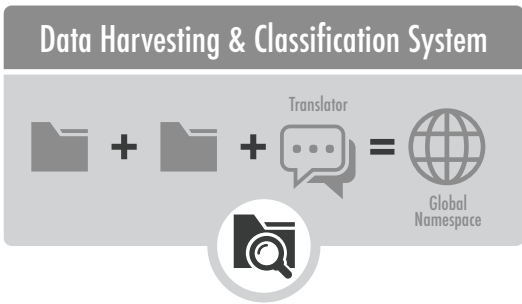 Data Harvesting & Classification System
Translator
+ + =
Global
Namespace